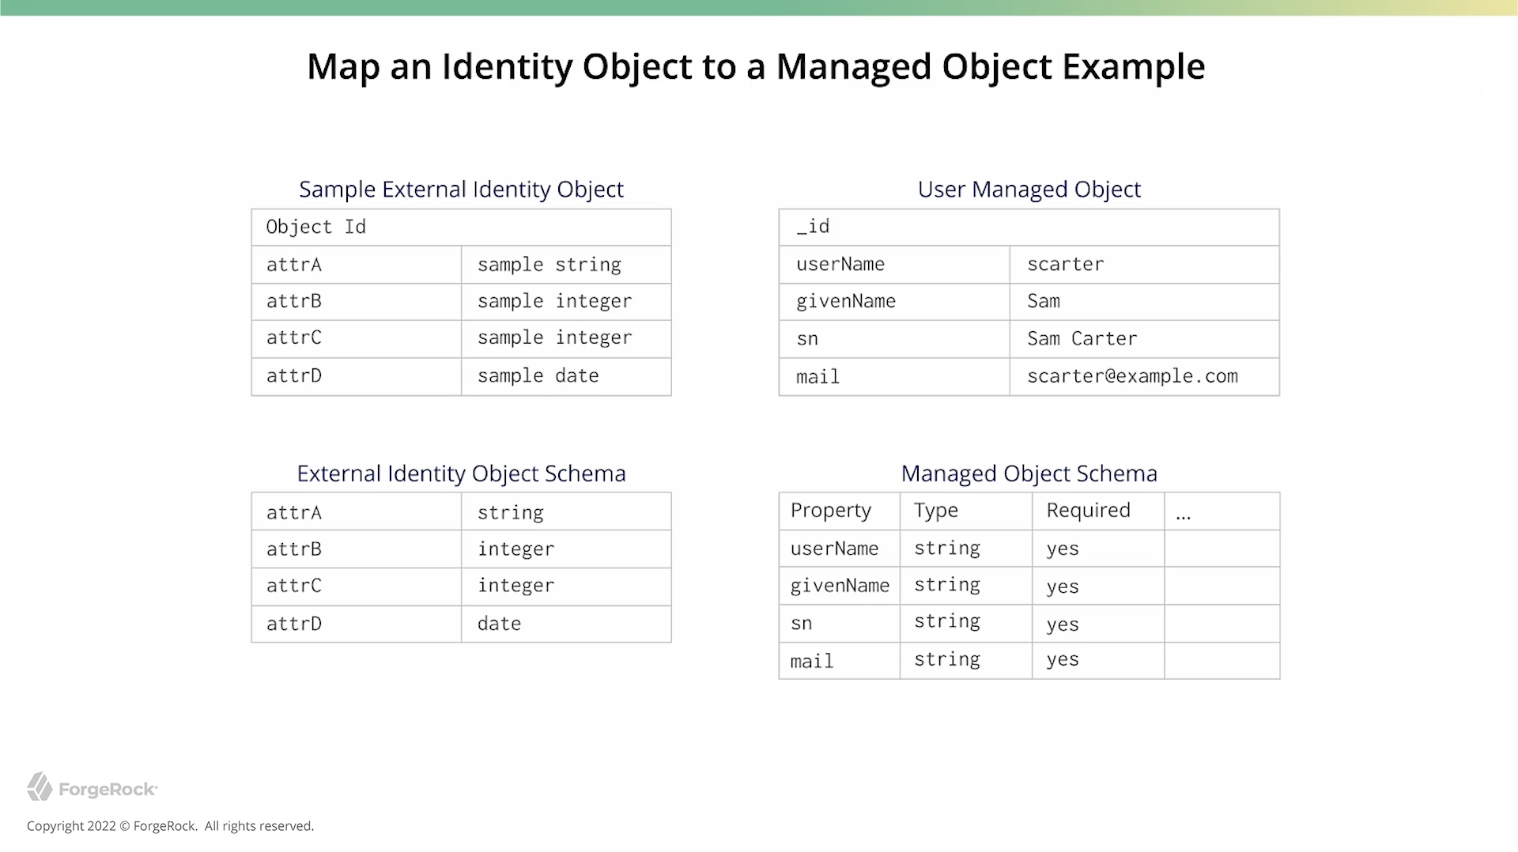 Map an Identity Object to a Managed Object Example
Sample External Identity Object
Object Id
attrA sample string
attrB sample integer
attrC sample integer
attrD sample date
User Managed Object
_id
userName scarter
givenName Sam
sn Sam Carter
mail scarter@example.com
External Identity Object Schema
attrA string
attrB integer
attrC integer
attrD date
Managed Object Schema
Property Type Required ...
userName string yes
givenName string yes
sn string yes
mail string yes
ForgeRock
Copyright 2022 © ForgeRock. All rights reserved.